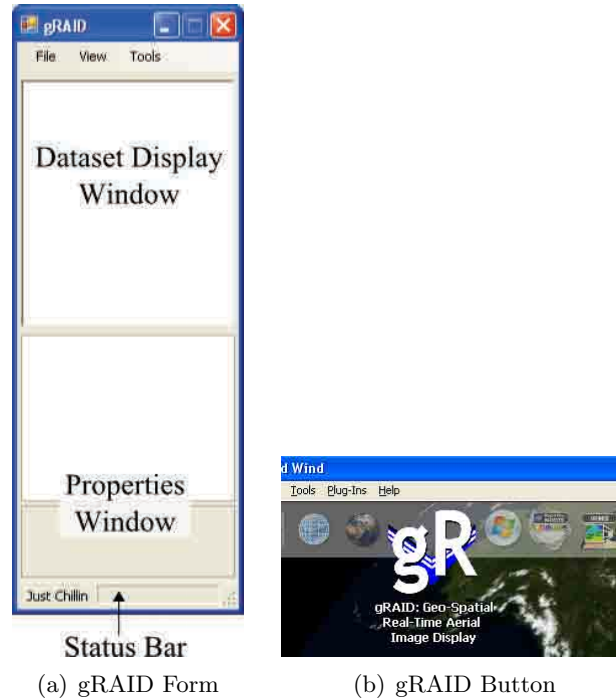 gRAID
File View Tools
Dataset Display
Window
Properties
Window
Just Chillin
Status Bar
(a) gRAID Form
d Wind
Tools Plug-Ins Help
gR
gRAID: Geo-Spatial
Real-Time Aerial
Image Display
(b) gRAID Button